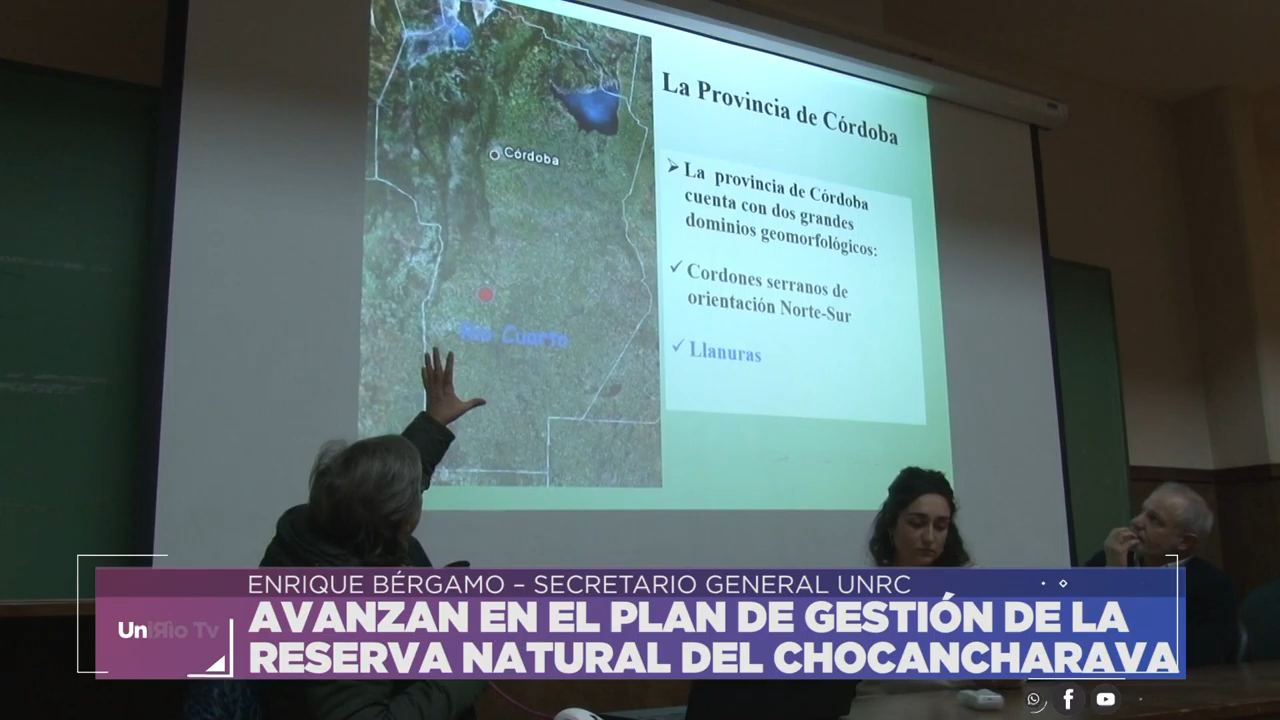 La Provincia de Córdoba
Córdoba
➢ La provincia de Córdoba
cuenta con dos grandes
dominios geomorfológicos:
✓ Cordones serranos de
orientación Norte-Sur
✓ Llanuras
Río Cuarto
ENRIQUE BÉRGAMO – SECRETARIO GENERAL UNRC
AVANZAN EN EL PLAN DE GESTIÓN DE LA
RESERVA NATURAL DEL CHOCANCHARAVA
UniRío Tv